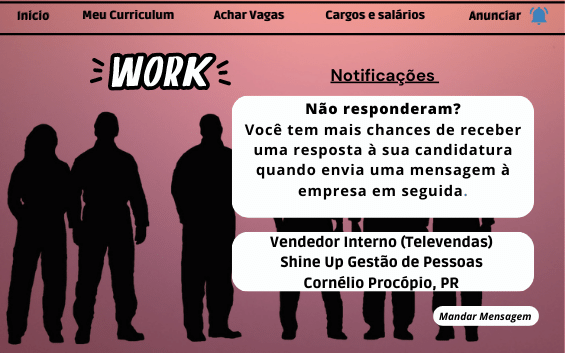 Inicio Meu Curriculum Achar Vagas Cargos e salários Anunciar
WORK
Notificações
Não responderam?
Você tem mais chances de receber
uma resposta à sua candidatura
quando envia uma mensagem à
empresa em seguida.
Vendedor Interno (Televendas)
Shine Up Gestão de Pessoas
Cornélio Procópio, PR
Mandar Mensagem